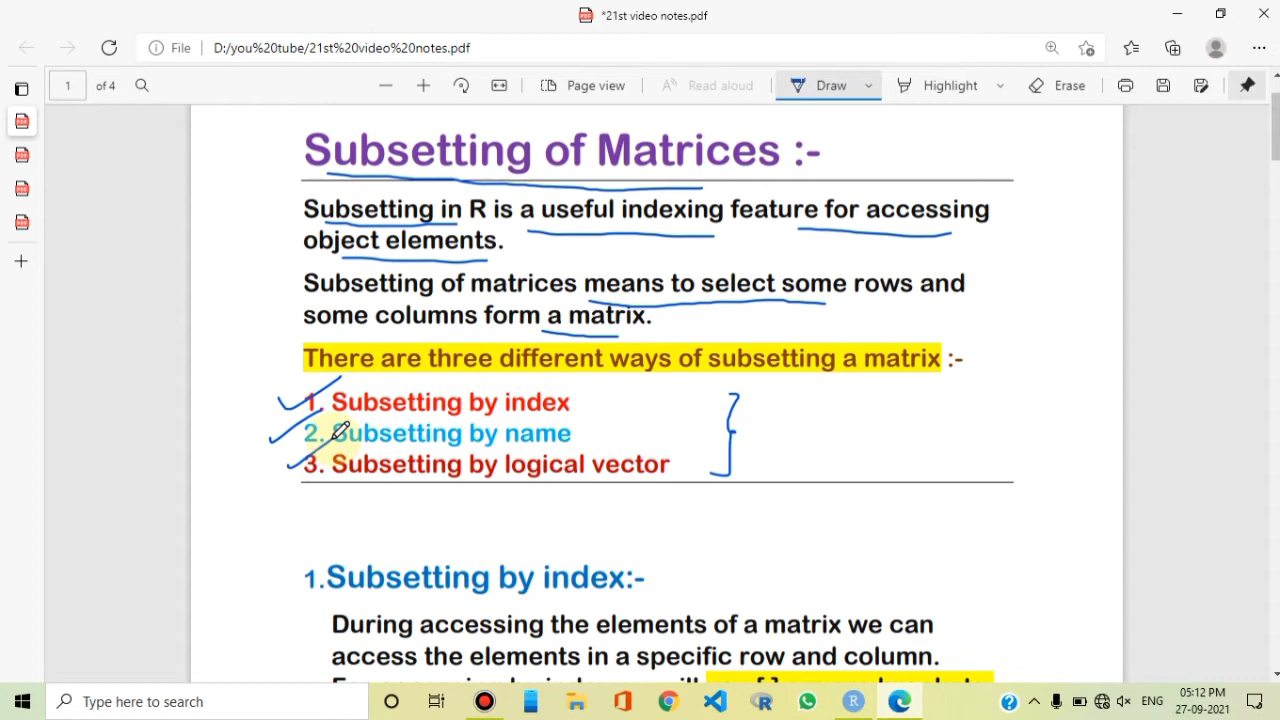 *21st video notes.pdf
File D:/you%20tube/21st%20video%20notes.pdf
1 of 4 Page view Read aloud Draw Highlight Erase
Subsetting of Matrices :-
Subsetting in R is a useful indexing feature for accessing
object elements.
Subsetting of matrices means to select some rows and
some columns form a matrix.
There are three different ways of subsetting a matrix :-
1. Subsetting by index
2. Subsetting by name
3. Subsetting by logical vector
1.Subsetting by index:-
During accessing the elements of a matrix we can
access the elements in a specific row and column.
Type here to search
ENG
05:12 PM
27-09-2021